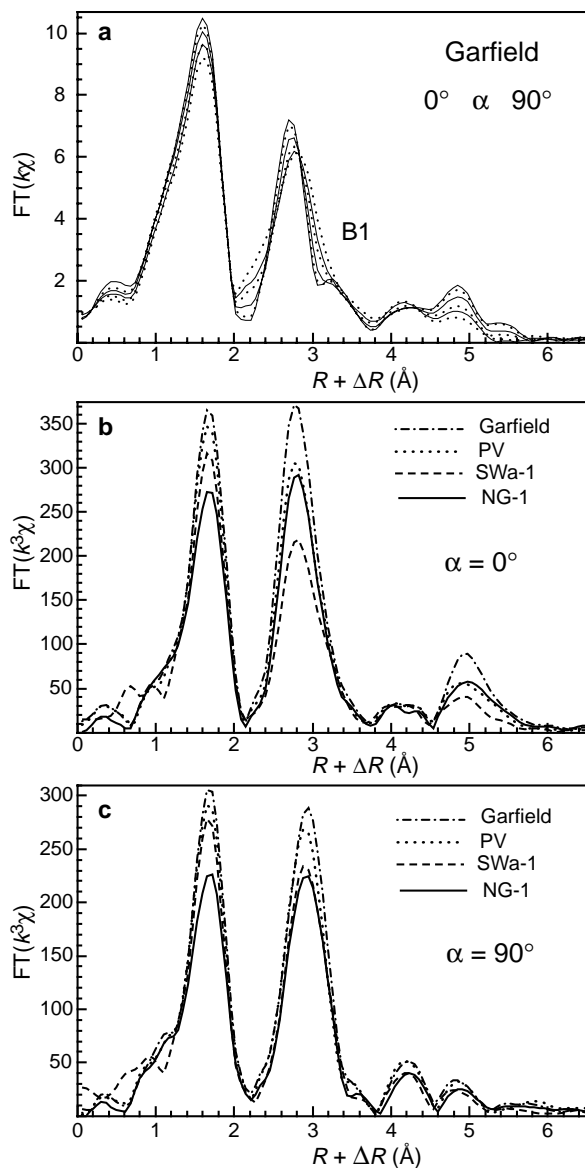 a
Garfield
0° α 90°
B1
FT(kχ)
10
8
6
4
2
0 1 2 3 4 5 6
R + ΔR (Å)
b
Garfield
PV
SWa-1
NG-1
α = 0°
FT(k³χ)
350
300
250
200
150
100
50
0 1 2 3 4 5 6
R + ΔR (Å)
c
Garfield
PV
SWa-1
NG-1
α = 90°
FT(k³χ)
300
250
200
150
100
50
0 1 2 3 4 5 6
R + ΔR (Å)